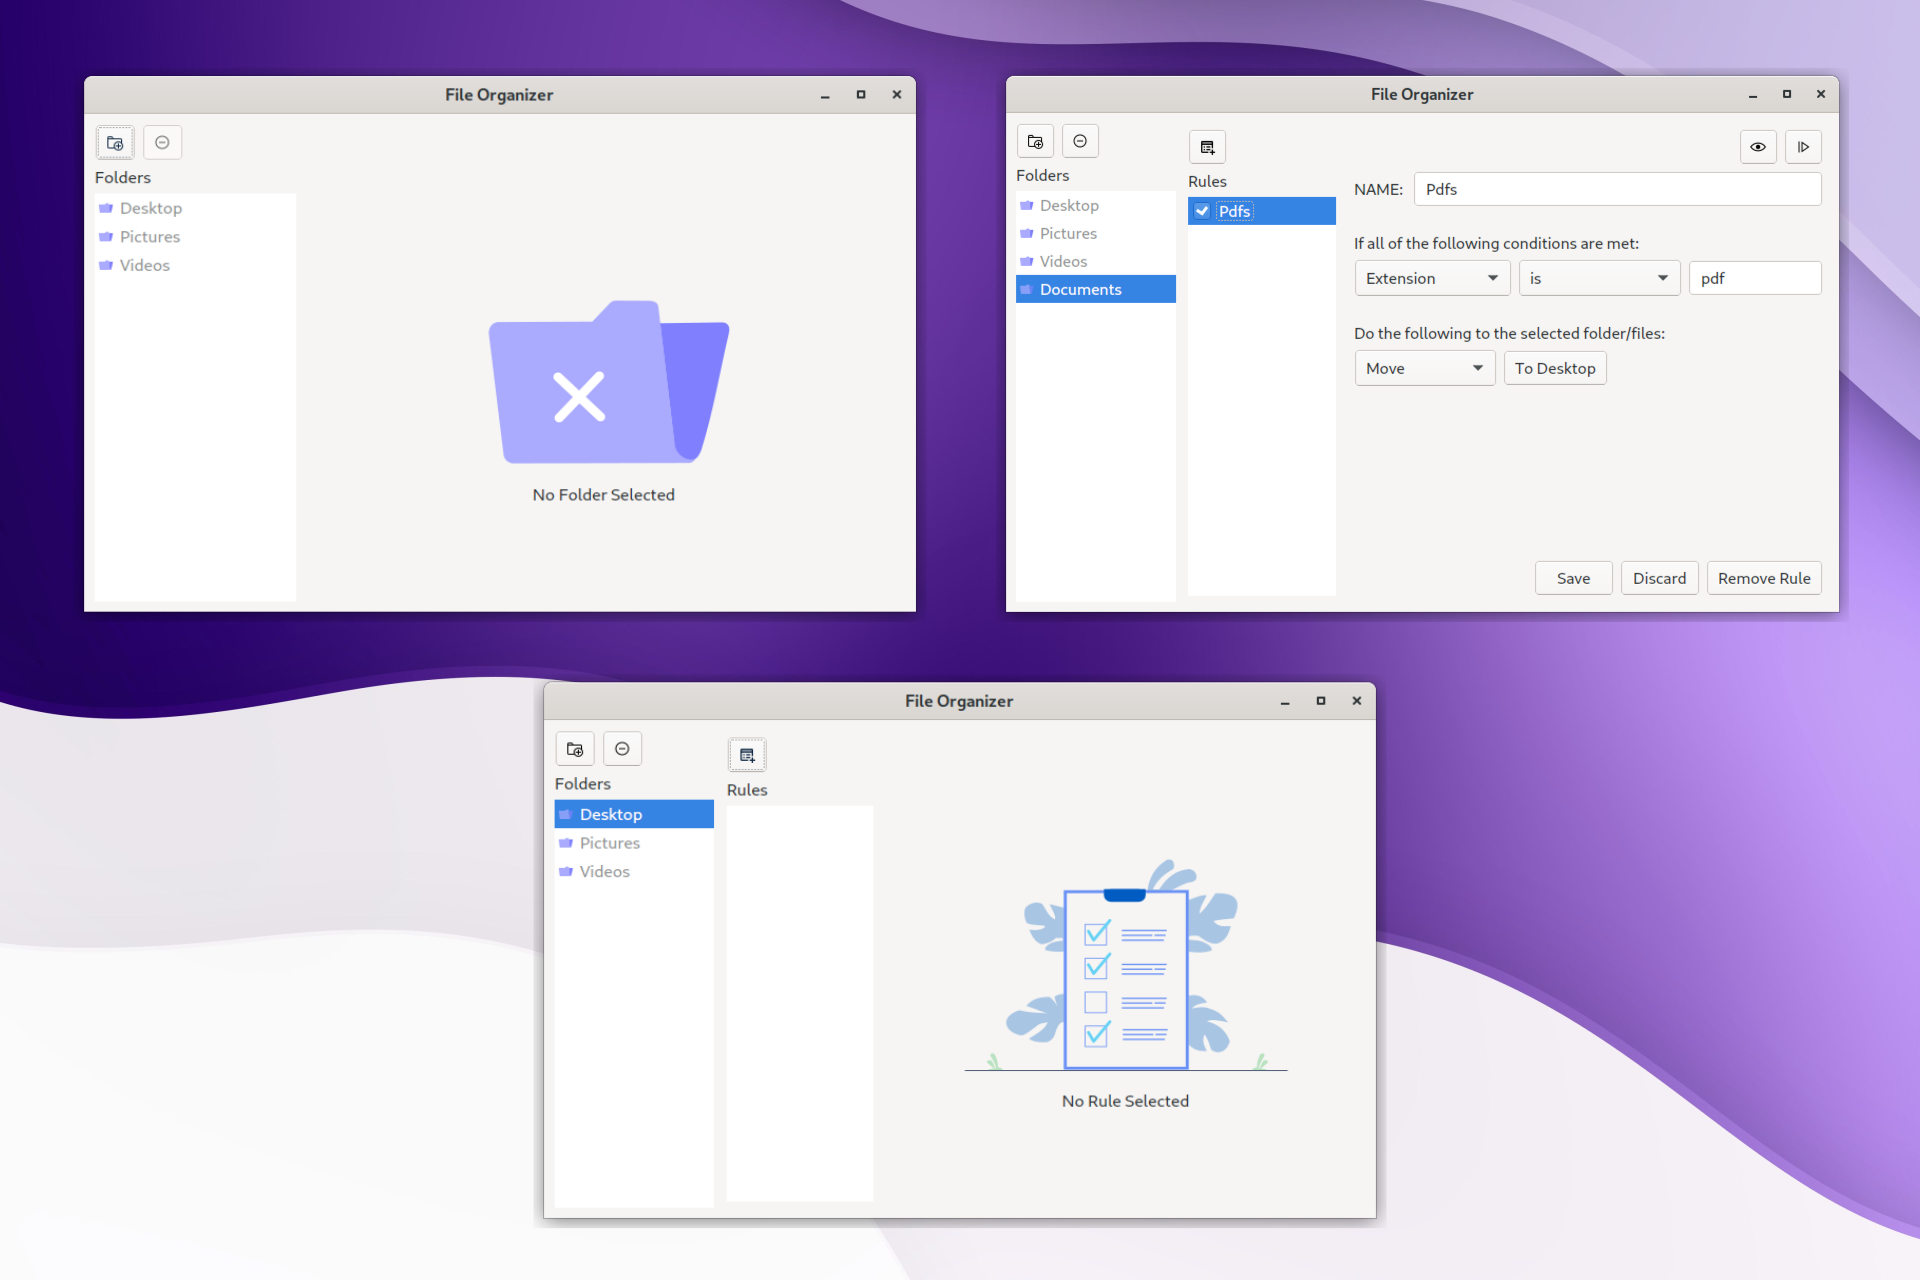 File Organizer
Folders
Desktop
Pictures
Videos
No Folder Selected
File Organizer
Folders
Desktop
Pictures
Videos
Documents
Rules
Pdfs
NAME: Pdfs
If all of the following conditions are met:
Extension is pdf
Do the following to the selected folder/files:
Move To Desktop
Save Discard Remove Rule
File Organizer
Folders
Desktop
Pictures
Videos
Rules
No Rule Selected